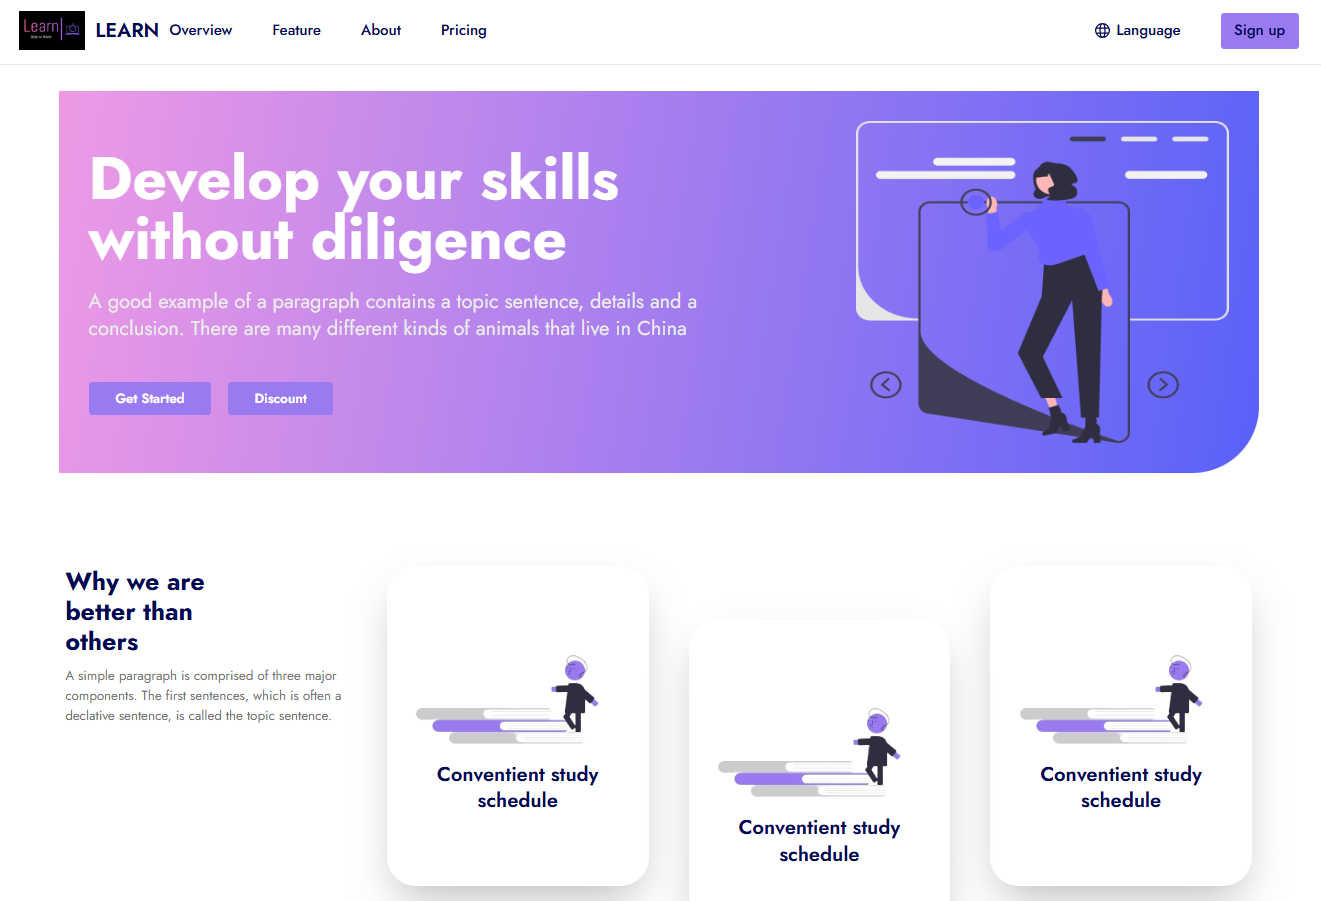 Learn
LEARN
Overview
Feature
About
Pricing
Language
Sign up
Develop your skills
without diligence
A good example of a paragraph contains a topic sentence, details and a
conclusion. There are many different kinds of animals that live in China
Get Started
Discount
Why we are
better than
others
A simple paragraph is comprised of three major
components. The first sentences, which is often a
declative sentence, is called the topic sentence.
Conventient study
schedule
Conventient study
schedule
Conventient study
schedule